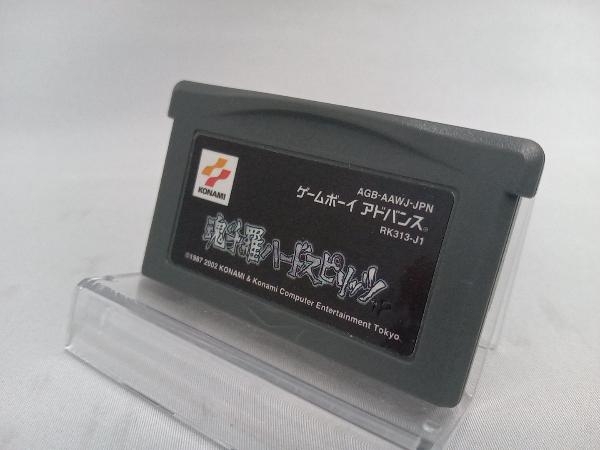 KONAMI
AGB-AAWJ-JPN
ゲームボーイ アドバンス®
RK313-J1
魂斗羅ハードスピリッツ
©1987 2002 KONAMI & Konami Computer Entertainment Tokyo.